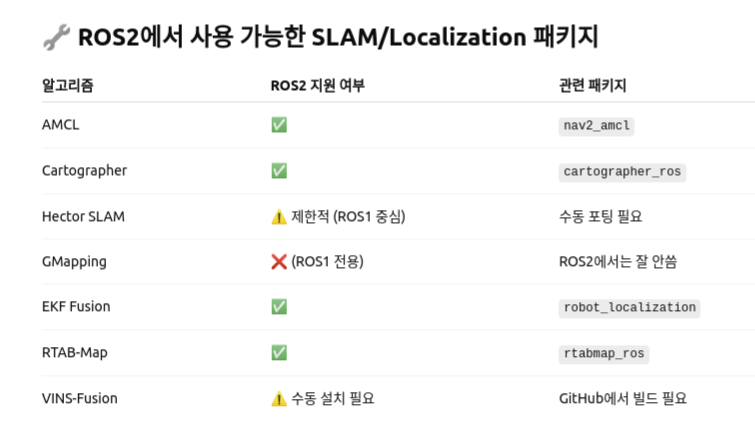 🔧 ROS2에서 사용 가능한 SLAM/Localization 패키지
알고리즘 ROS2 지원 여부 관련 패키지
AMCL ✅ nav2_amcl
Cartographer ✅ cartographer_ros
Hector SLAM ⚠️ 제한적 (ROS1 중심) 수동 포팅 필요
GMapping ❌ (ROS1 전용) ROS2에서는 잘 안씀
EKF Fusion ✅ robot_localization
RTAB-Map ✅ rtabmap_ros
VINS-Fusion ⚠️ 수동 설치 필요 GitHub에서 빌드 필요